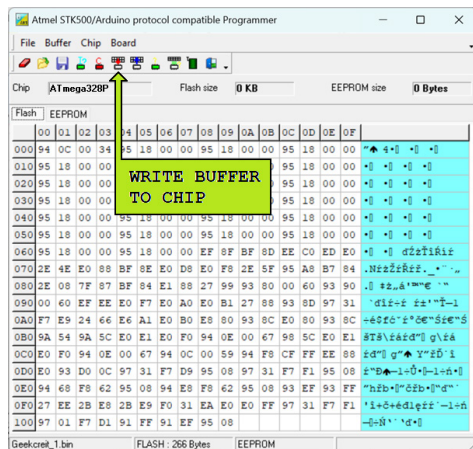 Atmel STK500/Arduino protocol compatible Programmer
File Buffer Chip Board
Chip ATmega328P Flash size 0 KB EEPROM size 0 Bytes
Flash EEPROM
00 01 02 03 04 05 06 07 08 09 0A 0B 0C 0D 0E 0F
000 94 0C 00 34 95 18 00 00 95 18 00 00 95 18 00 00
010 95 18 00 00 95 18 00 00
020 95 18 00 00 95 18 00 00
WRITE BUFFER
030 95 18 00 00 95 18 00 00
TO CHIP
040 95 18 00 00 95 18 00 00 95 18 00 00 95 18 00 00
050 95 18 00 00 95 18 00 00 95 18 00 00 95 18 00 00
060 95 18 00 00 95 18 00 00 EF 8F BF 8D EE C0 ED E0
070 2E 4E E0 88 BF 8E E0 D8 E0 F8 2E 5F 95 A8 B7 84
080 2E 08 7F 87 BF 84 E1 88 27 99 93 80 00 60 93 90
090 00 60 EF EE E0 F7 E0 A0 E0 B1 27 88 93 8D 97 31
0A0 F7 E9 24 66 E6 A1 E0 B0 E8 80 93 8C E0 80 93 8C
0B0 9A 54 9A 5C E0 E1 E0 F0 94 0E 00 67 98 5C E0 E1
0C0 E0 F0 94 0E 00 67 94 0C 00 59 94 F8 CF FF EE 88
0D0 E0 93 D0 0C 97 31 F7 D9 95 08 97 31 F7 F1 95 08
0E0 94 68 F8 62 95 08 94 E8 F8 62 95 08 93 EF 93 FF
0F0 27 EE 2B E8 2B E9 F0 31 EA E0 E0 FF 97 31 F7 F1
100 97 01 F7 D1 91 FF 91 EF 95 08
Geekcreit_1.bin FLASH : 266 Bytes EEPROM